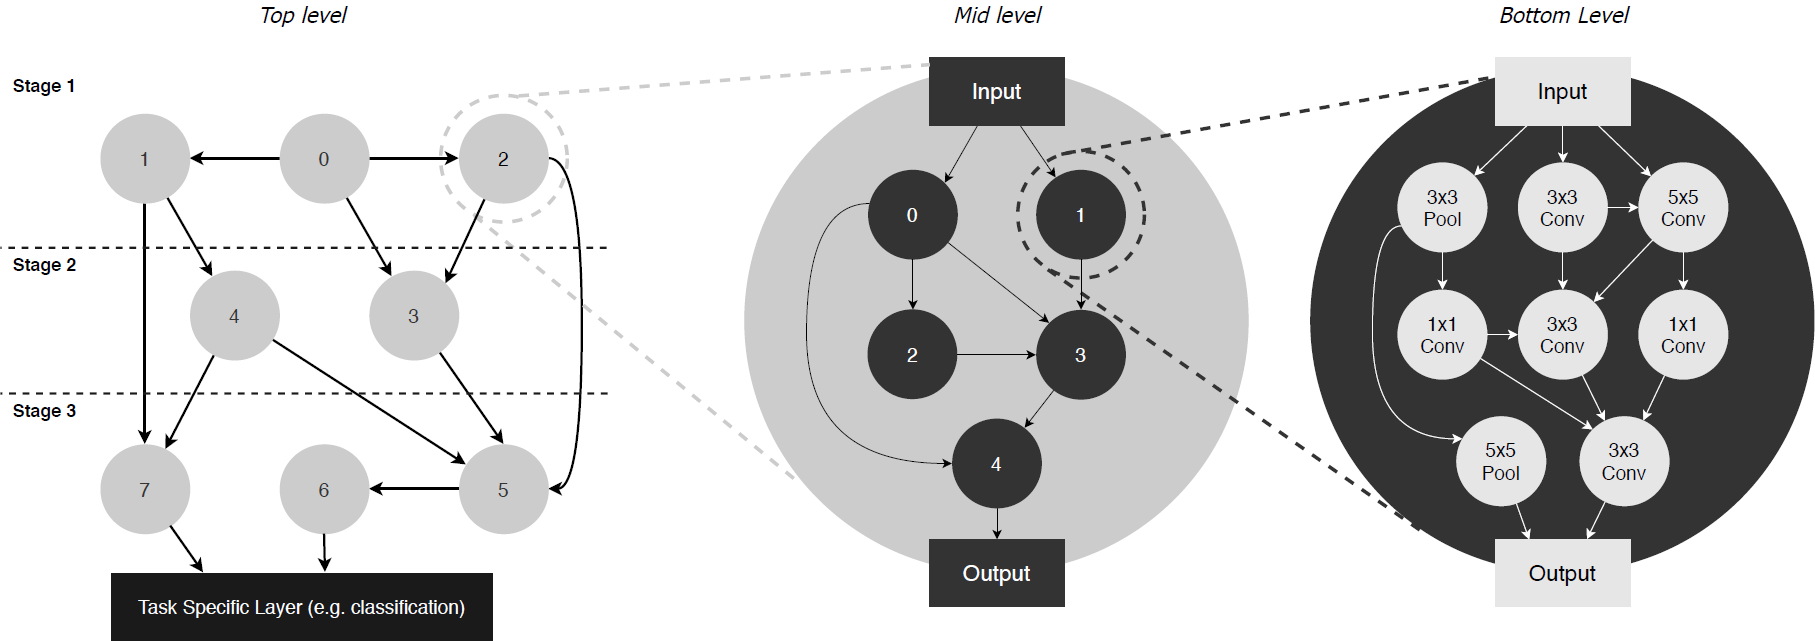 Top level
Mid level
Bottom Level
Stage 1
1
0
2
Stage 2
4
3
Stage 3
7
6
5
Task Specific Layer (e.g. classification)
Input
0
1
2
3
4
Output
Input
3x3
Pool
3x3
Conv
5x5
Conv
1x1
Conv
3x3
Conv
1x1
Conv
5x5
Pool
3x3
Conv
Output